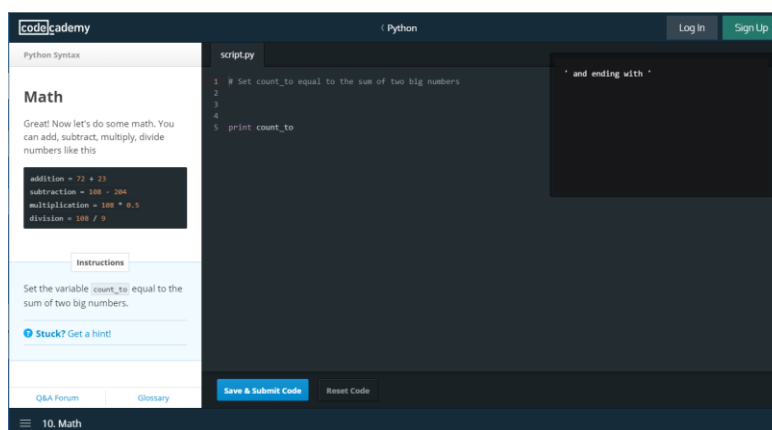 codecademy
( Python
Log In
Sign Up
Python Syntax
Math
Great! Now let's do some math. You
can add, subtract, multiply, divide
numbers like this
addition = 72 + 23
subtraction = 108 - 204
multiplication = 108 * 0.5
division = 108 / 9
Instructions
Set the variable count_to equal to the
sum of two big numbers.
? Stuck? Get a hint!
Q&A Forum
Glossary
script.py
1 # Set count_to equal to the sum of two big numbers
2
3
4
5 print count_to
' and ending with '
Save & Submit Code
Reset Code
10. Math